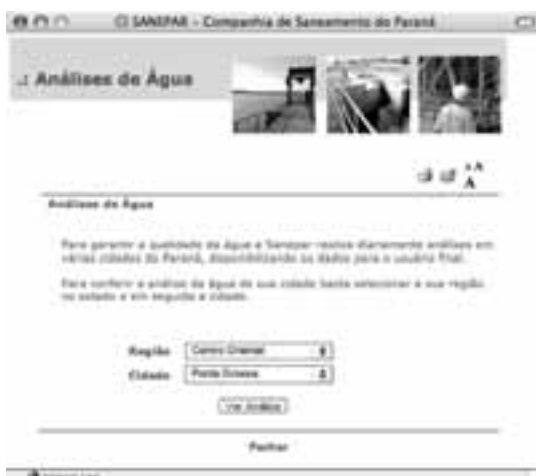 SANEPAR - Companhia de Saneamento do Paraná
.: Análises de Água
A A
Análises de Água
Para garantir a qualidade da água a Sanepar realiza diariamente análises em
várias cidades do Paraná, disponibilizando os dados para o usuário final.
Para conferir a análise da água de sua cidade basta selecionar a sua região
no estado e em seguida a cidade.
Região Centro Oriental
Cidade Ponta Grossa
Ver Análise
Fechar